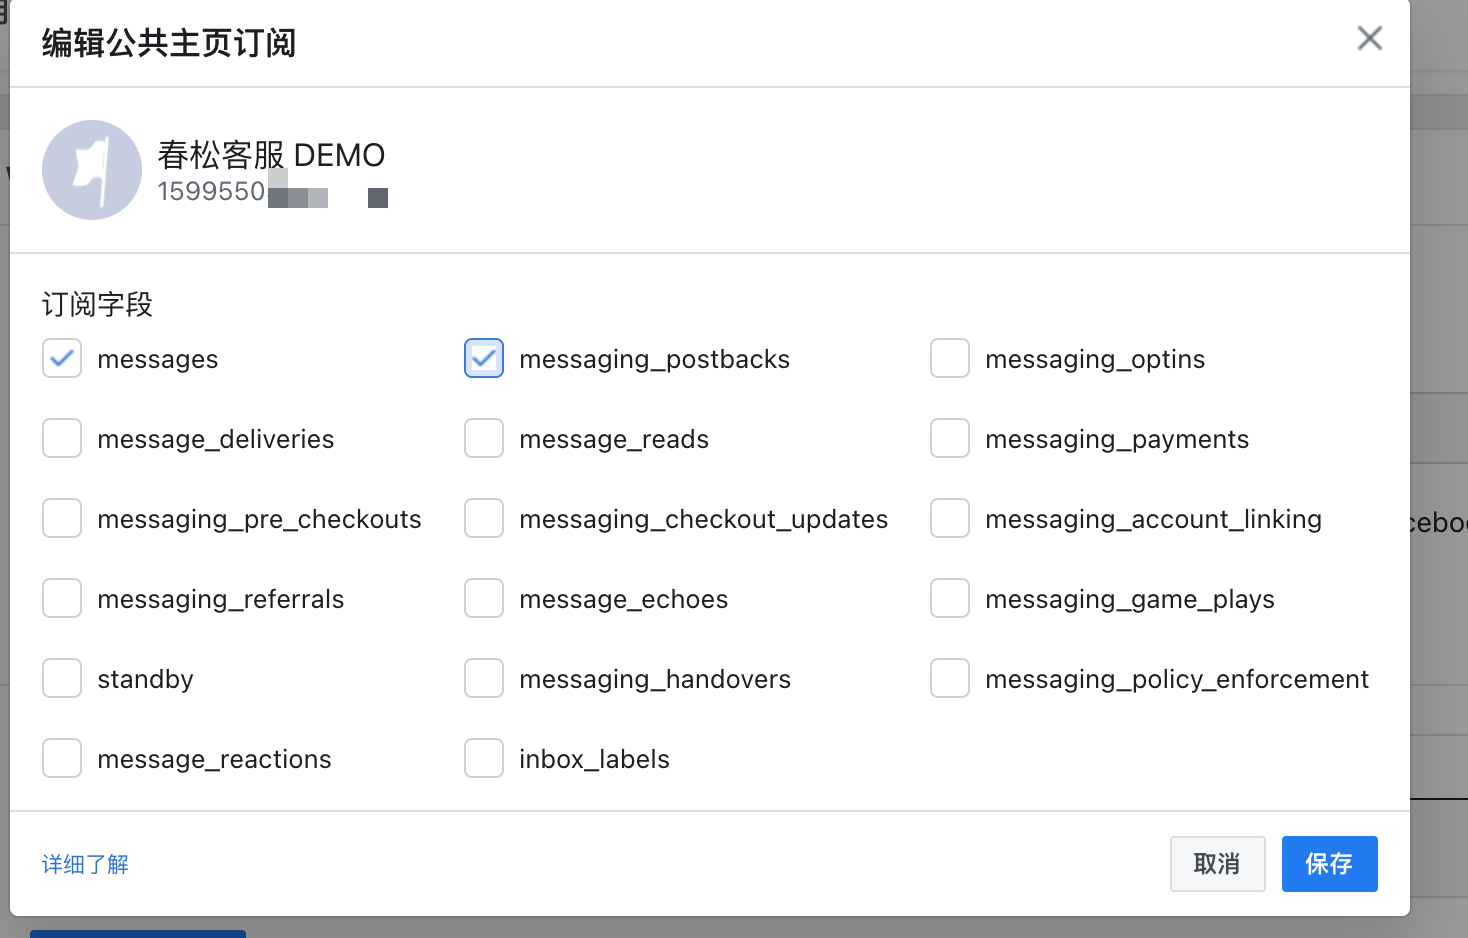 编辑公共主页订阅
春松客服 DEMO
1599550
订阅字段
messages messaging_postbacks messaging_optins
message_deliveries message_reads messaging_payments
messaging_pre_checkouts messaging_checkout_updates messaging_account_linking
messaging_referrals message_echoes messaging_game_plays
standby messaging_handovers messaging_policy_enforcement
message_reactions inbox_labels
详细了解 取消 保存